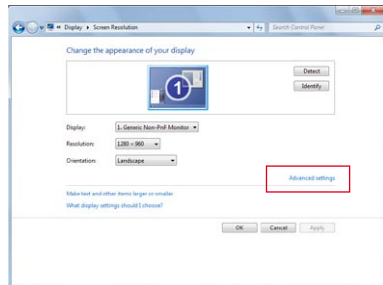 « Display ▸ Screen Resolution
Search Control Panel
Change the appearance of your display
1
Detect
Identify
Display: 1. Generic Non-PnP Monitor
Resolution: 1280 × 960
Orientation: Landscape
Advanced settings
Make text and other items larger or smaller
What display settings should I choose?
OK Cancel Apply